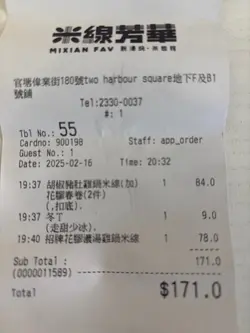 米線芳華
MIXIAN FAV
官塘偉業街180號two harbour square地下F及B1
號舖
Tel:2330-0037
#: 1
Tbl No.: 55
Cardno: 900198 Staff: app_order
Guest No.: 1
Date: 2025-02-16 Time: 20:32
19:37 胡椒豬肚雞鍋米線(加) 1 84.0
花膠春卷(2件)
(,扣底).
19:37 冬T 1 9.0
(走甜少冰).
19:40 招牌花膠濃湯雞鍋米線 1 78.0
Sub Total : 171.0
(0000011589)
Total $171.0